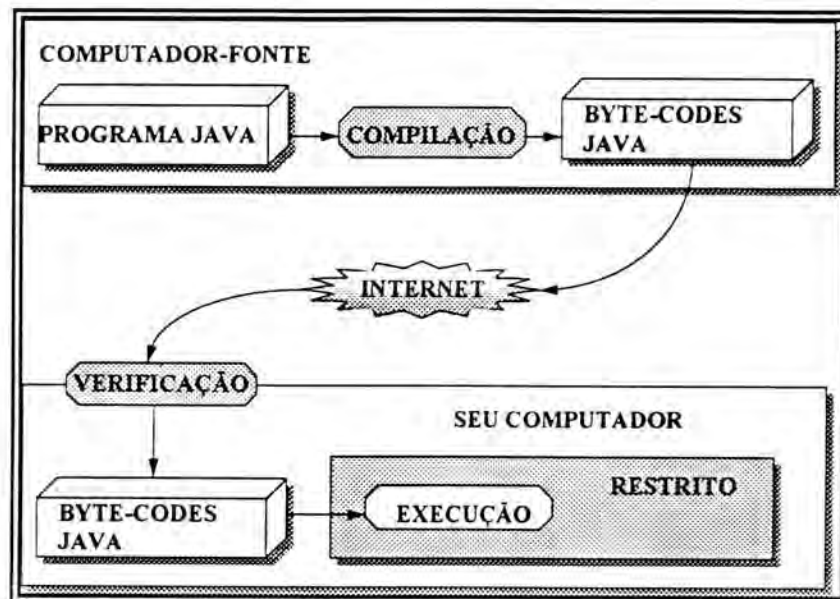 COMPUTADOR-FONTE
PROGRAMA JAVA
COMPILAÇÃO
BYTE-CODES
JAVA
INTERNET
VERIFICAÇÃO
SEU COMPUTADOR
RESTRITO
BYTE-CODES
JAVA
EXECUÇÃO